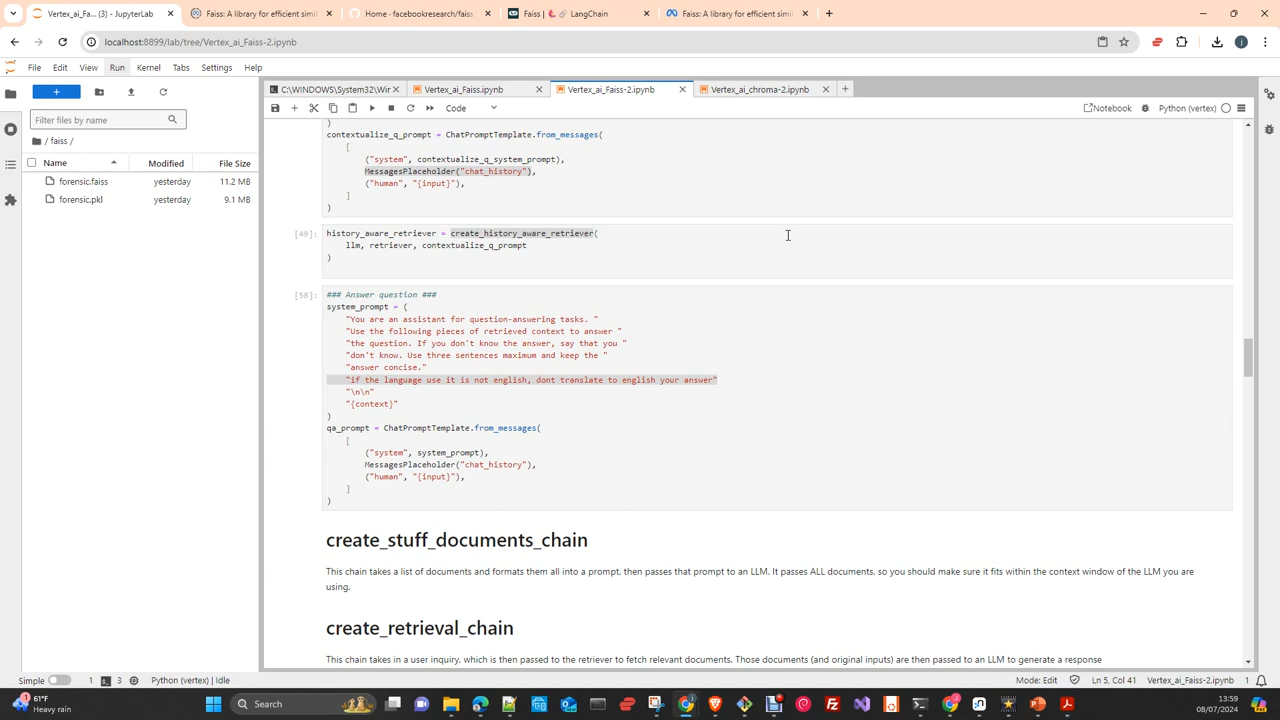 Vertex_ai_Fa... (3) - JupyterLab
Faiss: A library for efficient simil
Home · facebookresearch/faiss
Faiss | 🦜️🔗 LangChain
Faiss: A library for efficient simil
localhost:8899/lab/tree/Vertex_ai_Faiss-2.ipynb
File Edit View Run Kernel Tabs Settings Help
Filter files by name
/ faiss /
Name Modified File Size
forensic.faiss yesterday 11.2 MB
forensic.pkl yesterday 9.1 MB
C:\WINDOWS\System32\Wir
Vertex_ai_Faiss.ipynb
Vertex_ai_Faiss-2.ipynb
Vertex_ai_chroma-2.ipynb
Code
Notebook
Python (vertex)
)
contextualize_q_prompt = ChatPromptTemplate.from_messages(
[
("system", contextualize_q_system_prompt),
MessagesPlaceholder("chat_history"),
("human", "{input}"),
]
)
[49]:
history_aware_retriever = create_history_aware_retriever(
llm, retriever, contextualize_q_prompt
)
[58]:
### Answer question ###
system_prompt = (
"You are an assistant for question-answering tasks. "
"Use the following pieces of retrieved context to answer "
"the question. If you don't know the answer, say that you "
"don't know. Use three sentences maximum and keep the "
"answer concise."
"if the language use it is not english, dont translate to english your answer"
"\n\n"
"{context}"
)
qa_prompt = ChatPromptTemplate.from_messages(
[
("system", system_prompt),
MessagesPlaceholder("chat_history"),
("human", "{input}"),
]
)
create_stuff_documents_chain
This chain takes a list of documents and formats them all into a prompt, then passes that prompt to an LLM. It passes ALL documents, so you should make sure it fits within the context window of the LLM you are
using.
create_retrieval_chain
This chain takes in a user inquiry, which is then passed to the retriever to fetch relevant documents. Those documents (and original inputs) are then passed to an LLM to generate a response
Simple 1 3 Python (vertex) | Idle
Mode: Edit Ln 5, Col 41 Vertex_ai_Faiss-2.ipynb 1
61°F
Heavy rain
Search
13:59
08/07/2024